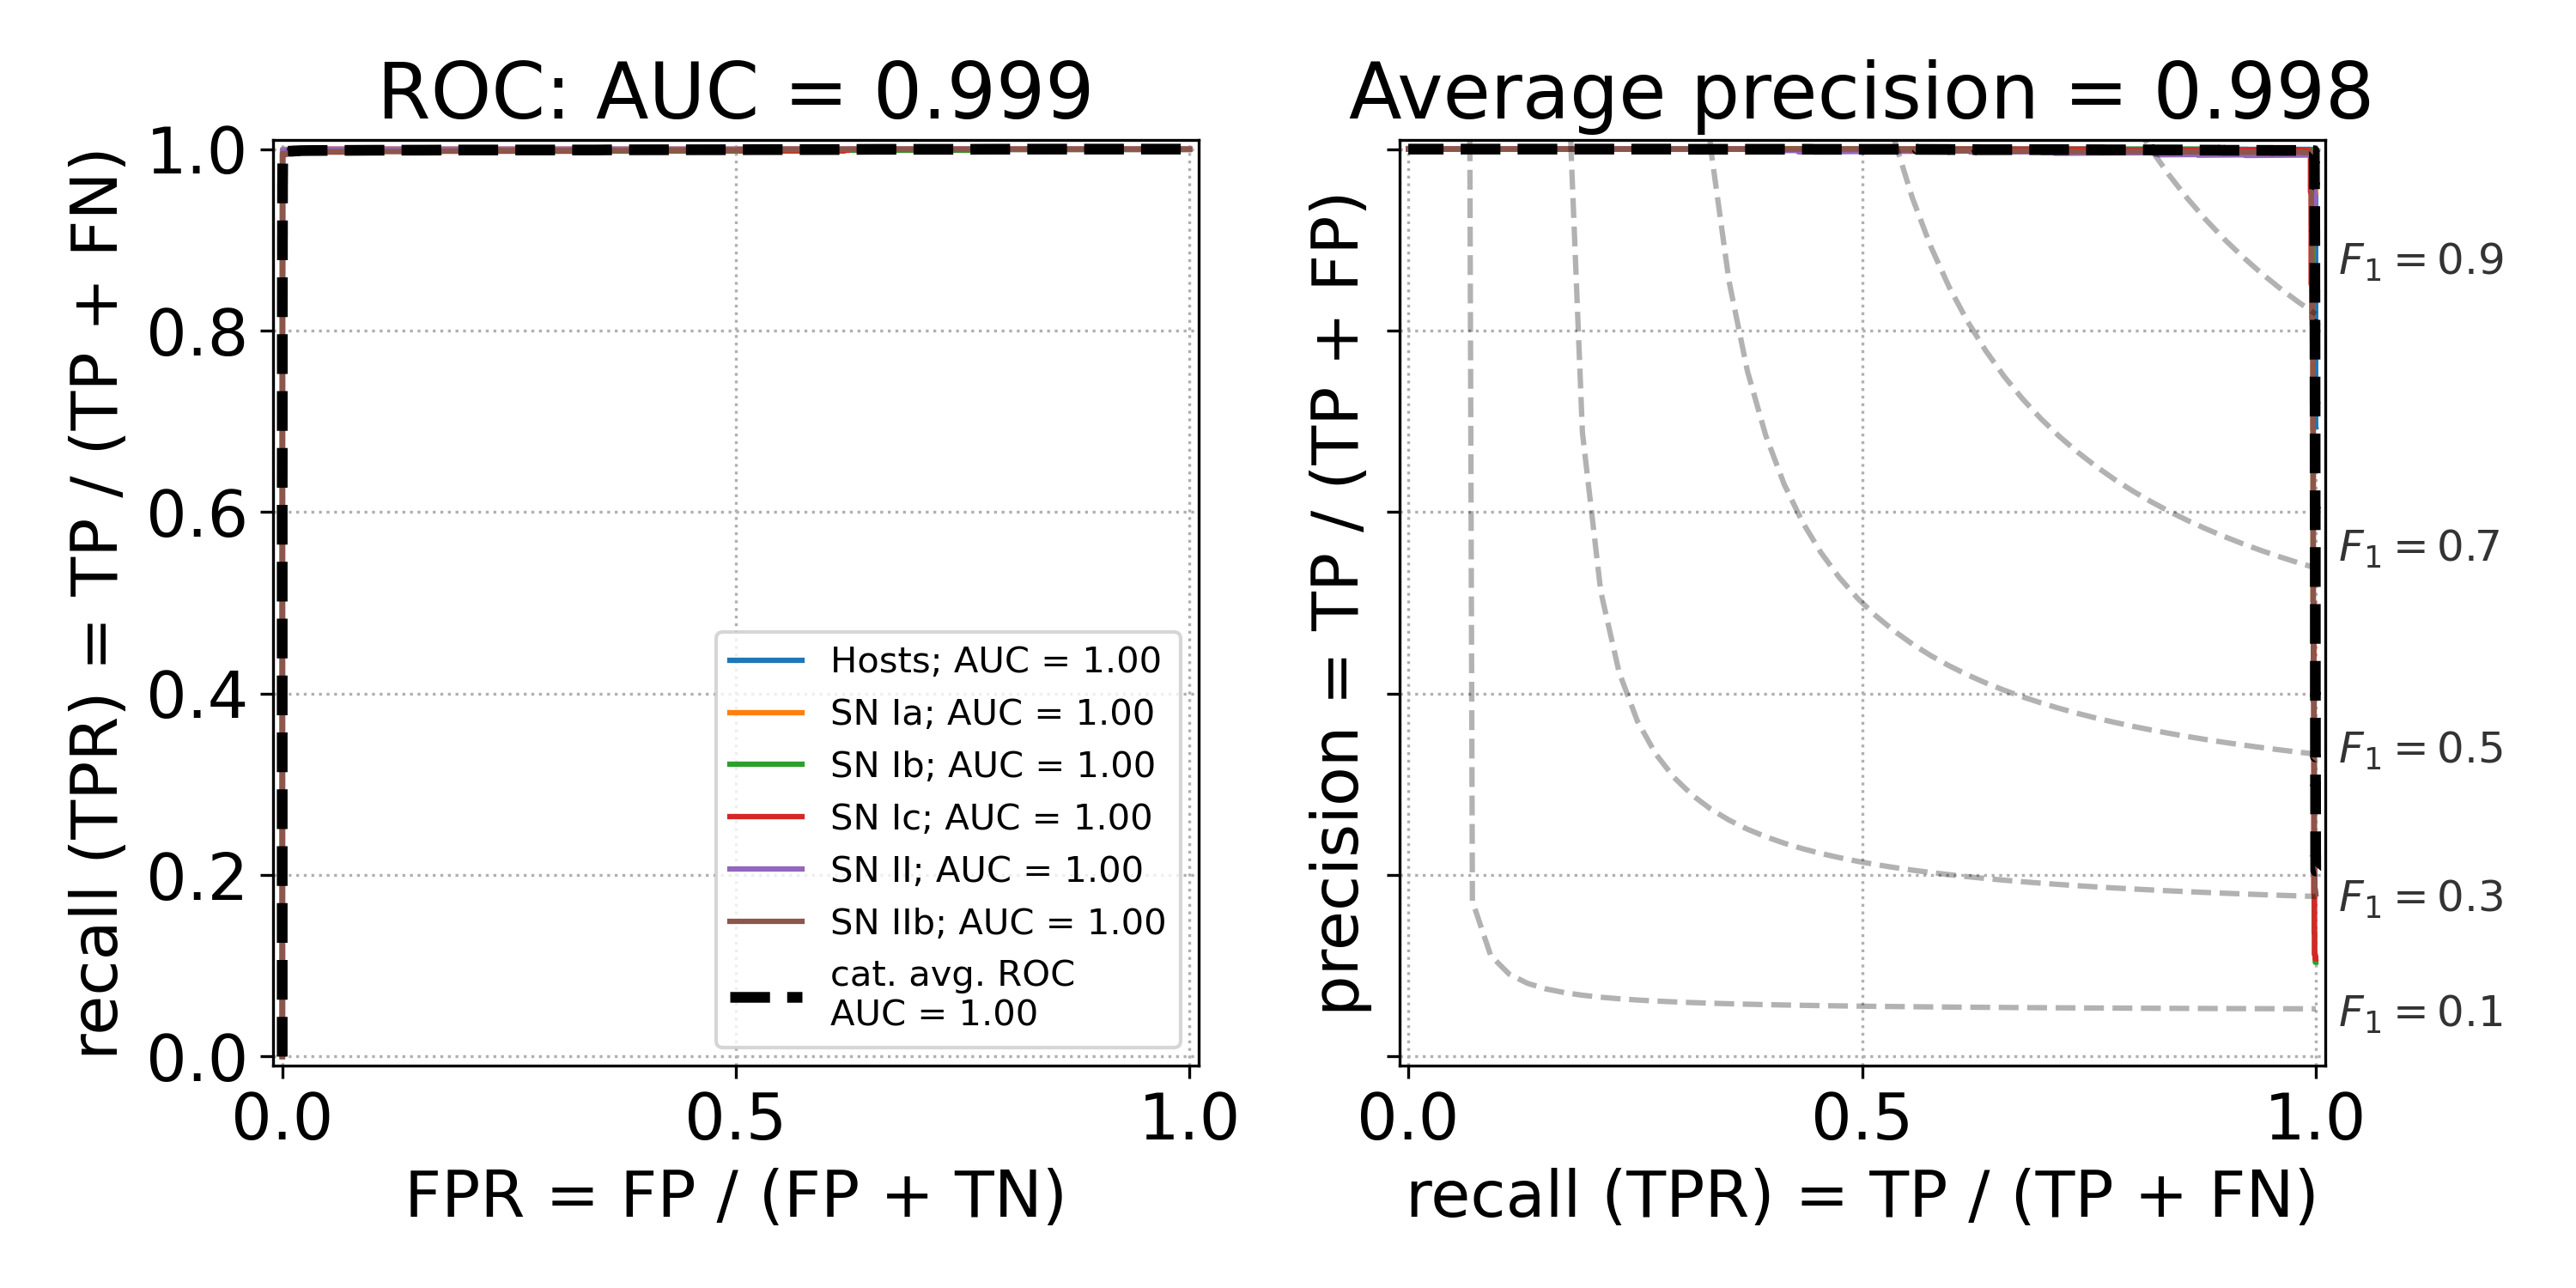 ROC: AUC = 0.999
recall (TPR) = TP / (TP + FN)
1.0
0.8
0.6
0.4
0.2
0.0
Hosts; AUC = 1.00
SN Ia; AUC = 1.00
SN Ib; AUC = 1.00
SN Ic; AUC = 1.00
SN II; AUC = 1.00
SN IIb; AUC = 1.00
cat. avg. ROC
AUC = 1.00
0.0 0.5 1.0
FPR = FP / (FP + TN)
Average precision = 0.998
precision = TP / (TP + FP)
F₁ = 0.9
F₁ = 0.7
F₁ = 0.5
F₁ = 0.3
F₁ = 0.1
0.0 0.5 1.0
recall (TPR) = TP / (TP + FN)